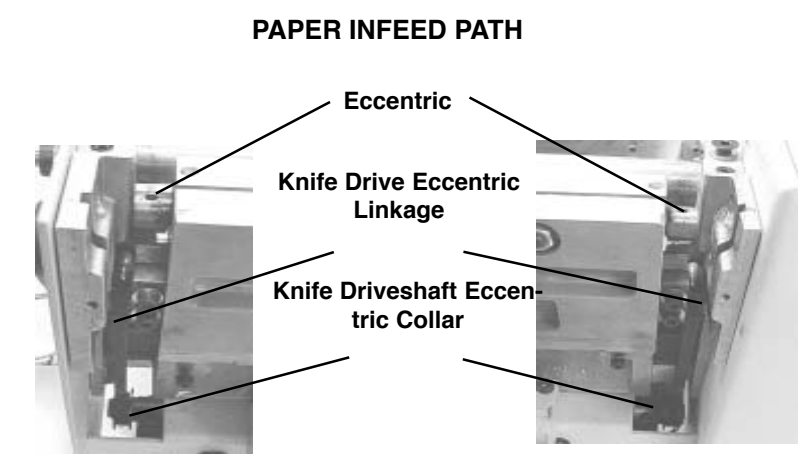 PAPER INFEED PATH
Eccentric
Knife Drive Eccentric
Linkage
Knife Driveshaft Eccen-
tric Collar